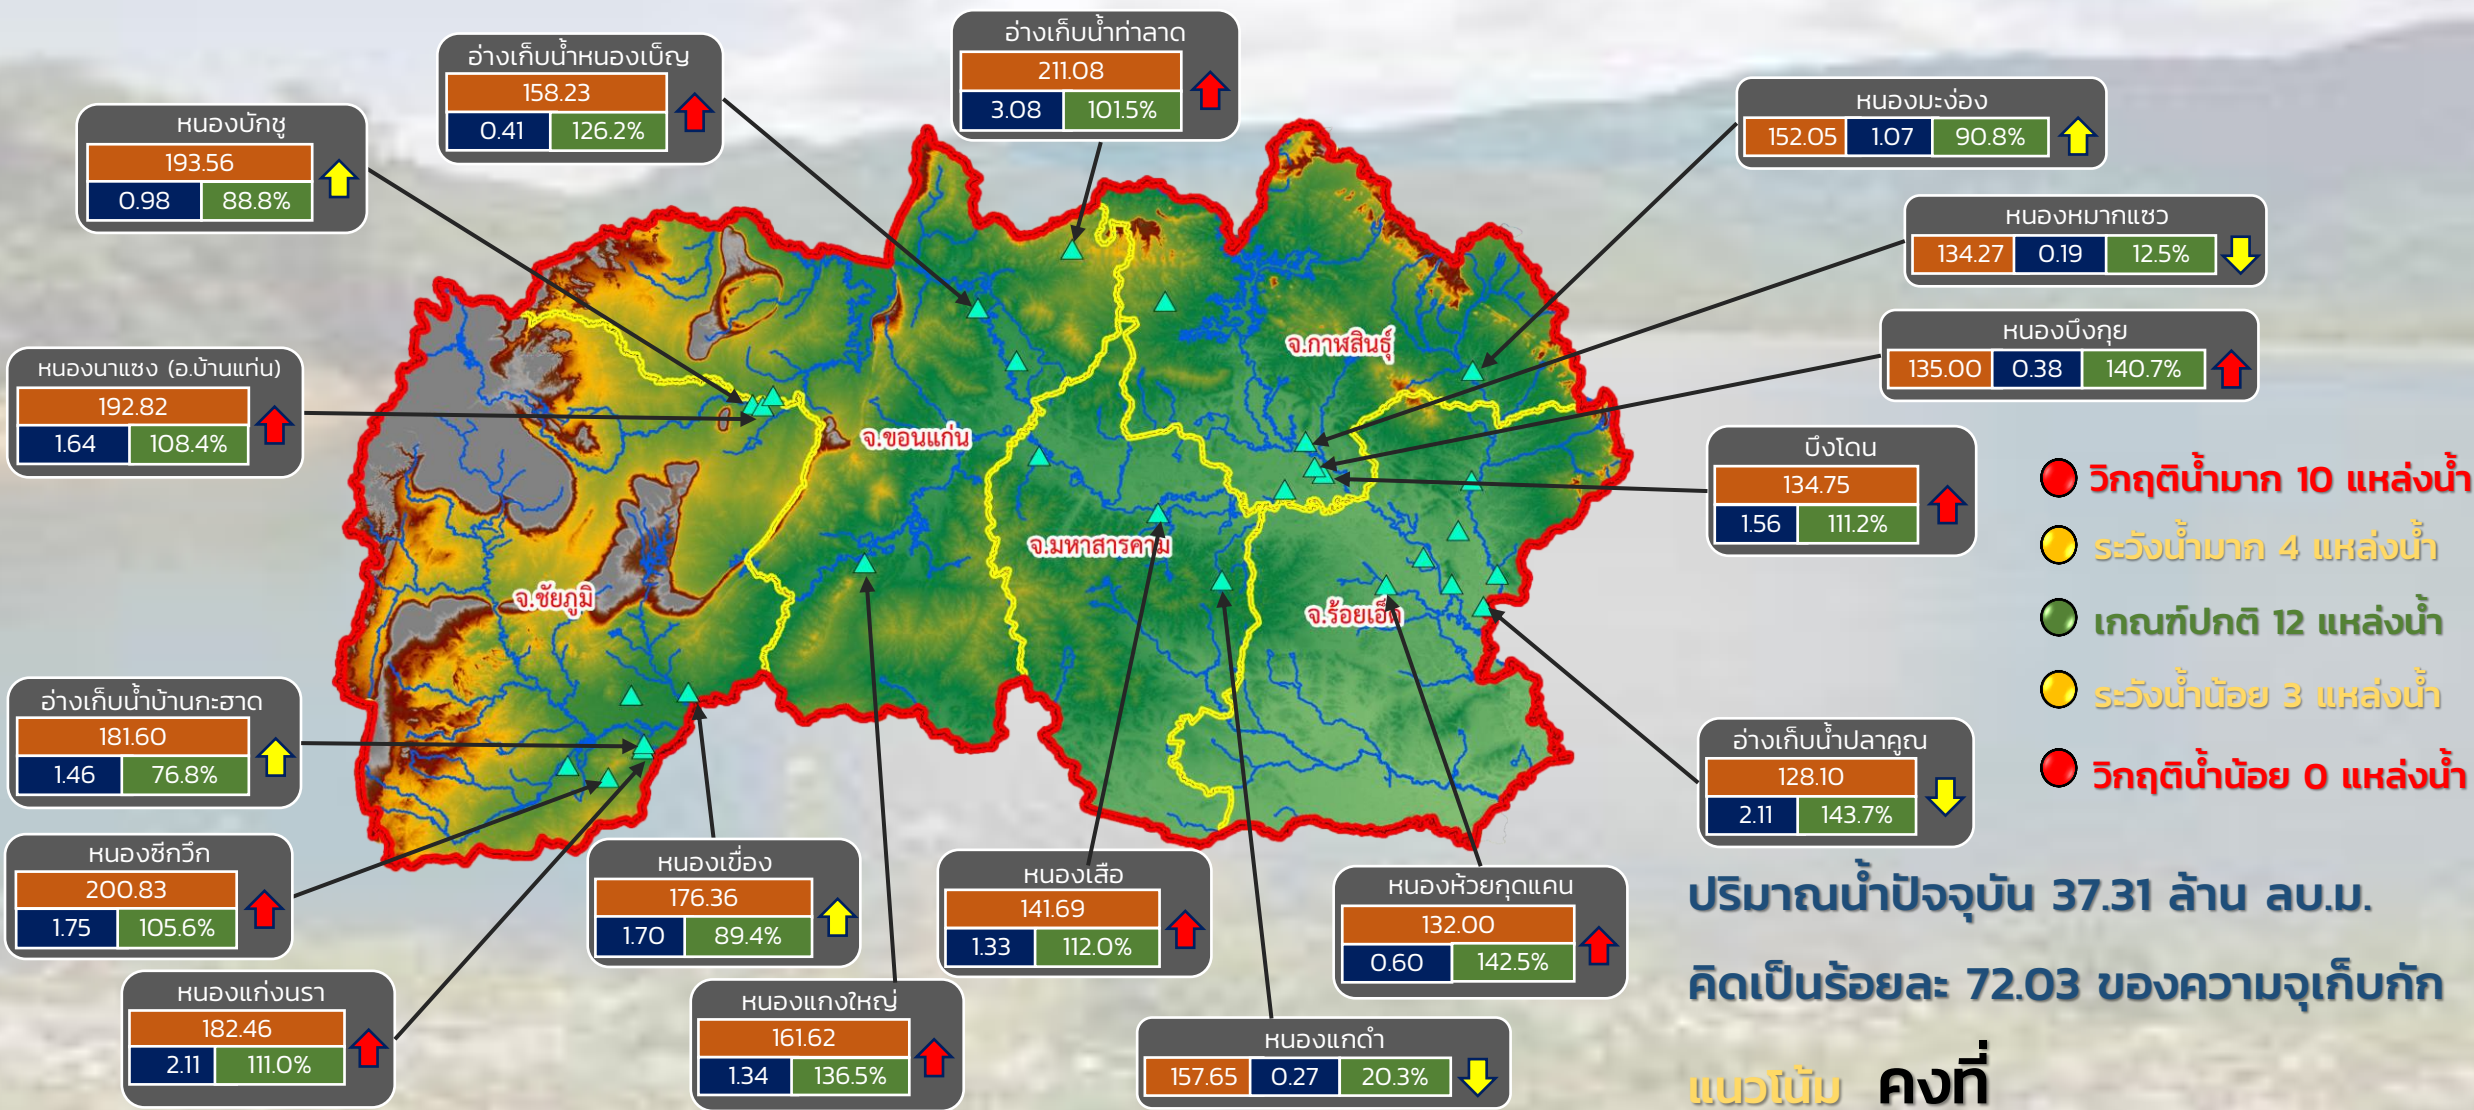 อ่างเก็บน้ำท่าลาด
211.08
3.08 101.5%
อ่างเก็บน้ำหนองเบ็ญ
158.23
0.41 126.2%
หนองบักชู
193.56
0.98 88.8%
หนองมะง่อง
152.05 1.07 90.8%
หนองหมากแซว
134.27 0.19 12.5%
หนองบึงกุย
135.00 0.38 140.7%
หนองนาแซง (อ.บ้านแท่น)
192.82
1.64 108.4%
จ.กาฬสินธุ์
จ.ขอนแก่น
จ.มหาสารคาม
จ.ชัยภูมิ
จ.ร้อยเอ็ด
บึงโดน
134.75
1.56 111.2%
วิกฤติน้ำมาก 10 แหล่งน้ำ
ระวังน้ำมาก 4 แหล่งน้ำ
เกณฑ์ปกติ 12 แหล่งน้ำ
ระวังน้ำน้อย 3 แหล่งน้ำ
วิกฤติน้ำน้อย 0 แหล่งน้ำ
อ่างเก็บน้ำบ้านกะฮาด
181.60
1.46 76.8%
อ่างเก็บน้ำปลาคูณ
128.10
2.11 143.7%
หนองซีกวึก
200.83
1.75 105.6%
หนองเขื่อง
176.36
1.70 89.4%
หนองเสือ
141.69
1.33 112.0%
หนองห้วยกุดแคน
132.00
0.60 142.5%
หนองแก่งนรา
182.46
2.11 111.0%
หนองแกงใหญ่
161.62
1.34 136.5%
หนองแกดำ
157.65 0.27 20.3%
ปริมาณน้ำปัจจุบัน 37.31 ล้าน ลบ.ม.
คิดเป็นร้อยละ 72.03 ของความจุเก็บกัก
แนวโน้ม คงที่